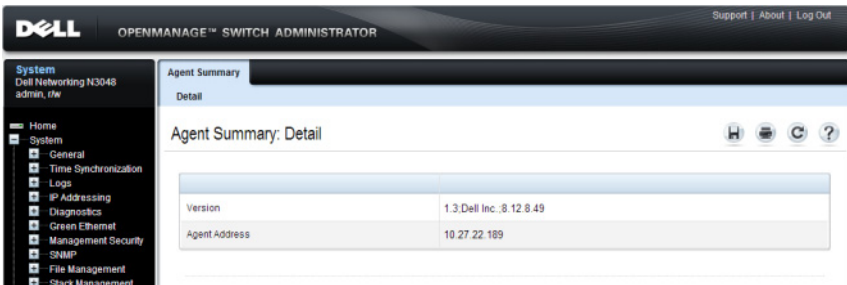 Support | About | Log Out
DELL OPENMANAGE™ SWITCH ADMINISTRATOR
System
Dell Networking N3048
admin, r/w
Home
System
General
Time Synchronization
Logs
IP Addressing
Diagnostics
Green Ethernet
Management Security
SNMP
File Management
Stack Management
Agent Summary
Detail
Agent Summary: Detail
Version 1.3;Dell Inc.;8.12.8.49
Agent Address 10.27.22.189